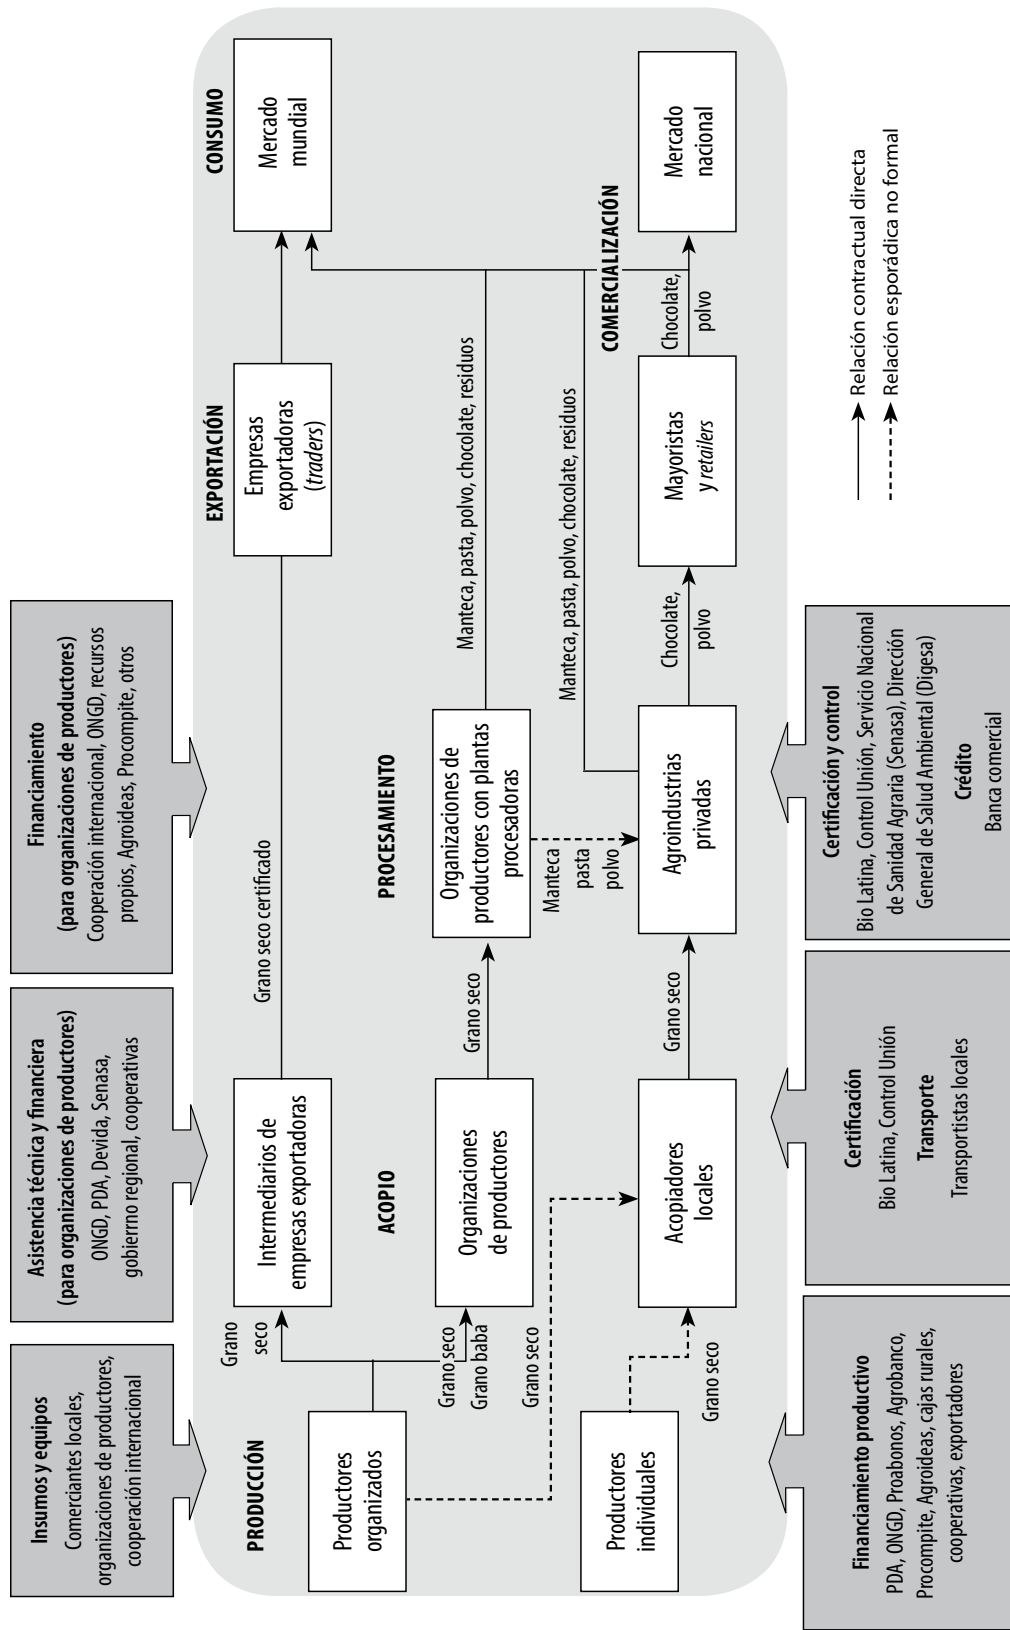 Insumos y equipos
Comerciantes locales,
organizaciones de productores,
cooperación internacional
Asistencia técnica y financiera
(para organizaciones de productores)
ONGD, PDA, Devida, Senasa,
gobierrno regional, cooperativas
Financiamiento
(para organizaciones de productores)
Cooperación internacional, ONGD, recursos
propios, Agroideas, Procompite, otros
PRODUCCIÓN
Productores
organizados
Productores
individuales
Grano
seco
Grano seco
Grano baba
Grano seco
Grano seco
Intermediarios de
empresas exportadoras
ACOPIO
Organizaciones
de productores
Acopiadores
locales
Grano seco certificado
Grano seco
Grano seco
PROCESAMIENTO
Organizaciones de
productores con plantas
procesadoras
Manteca
pasta
polvo
Agroindustrias
privadas
EXPORTACIÓN
Empresas
exportadoras
(traders)
Manteca, pasta, polvo, chocolate, residuos
Manteca, pasta, polvo, chocolate, residuos
Chocolate,
polvo
Mayoristas
y retailers
COMERCIALIZACIÓN
Chocolate,
polvo
CONSUMO
Mercado
mundial
Mercado
nacional
Financiamiento productivo
PDA, ONGD, Proabonos, Agrobanco,
Procompite, Agroideas, cajas rurales,
cooperativas, exportadores
Certificación
Bio Latina, Control Unión
Transporte
Transportistas locales
Certificación y control
Bio Latina, Control Unión, Servicio Nacional
de Sanidad Agraria (Senasa), Dirección
General de Salud Ambiental (Digesa)
Crédito
Banca comercial
Relación contractual directa
Relación esporádica no formal